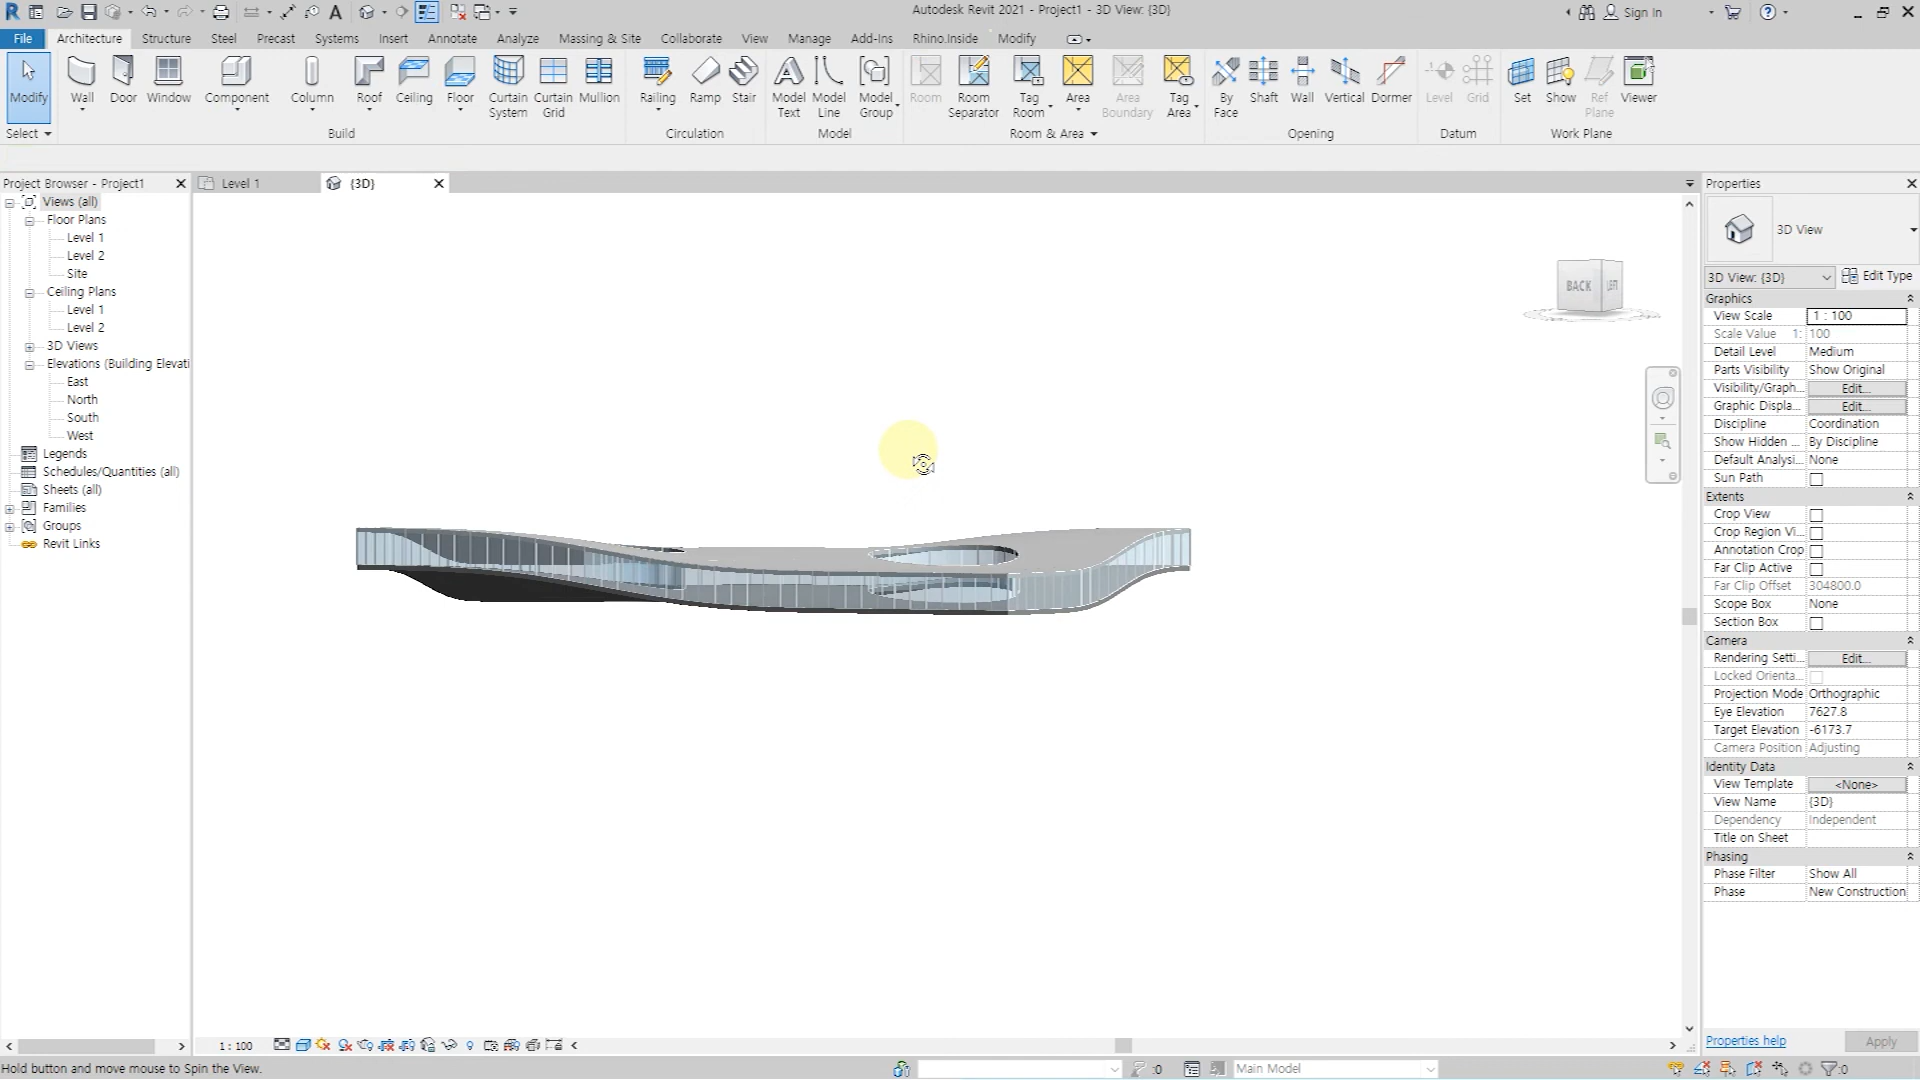 Autodesk Revit 2021 - Project1 - 3D View: {3D}
Sign In
File Architecture Structure Steel Precast Systems Insert Annotate Analyze Massing & Site Collaborate View Manage Add-Ins Rhino.Inside Modify
Modify Wall Door Window Component Column Roof Ceiling Floor Curtain System Curtain Grid Mullion Railing Ramp Stair Model Text Model Line Model Group Room Room Separator Tag Room Area Area Boundary Tag Area By Face Shaft Wall Vertical Dormer Level Grid Set Show Ref Plane Viewer
Select Build Circulation Model Room & Area Opening Datum Work Plane
Project Browser - Project1
Level 1
{3D}
Views (all)
Floor Plans
Level 1
Level 2
Site
Ceiling Plans
Level 1
Level 2
3D Views
Elevations (Building Elevati
East
North
South
West
Legends
Schedules/Quantities (all)
Sheets (all)
Families
Groups
Revit Links
BACK LEFT
Properties
3D View
3D View: {3D} Edit Type
Graphics
View Scale 1 : 100
Scale Value 1: 100
Detail Level Medium
Parts Visibility Show Original
Visibility/Graph... Edit...
Graphic Displa... Edit...
Discipline Coordination
Show Hidden ... By Discipline
Default Analysi... None
Sun Path
Extents
Crop View
Crop Region Vi...
Annotation Crop
Far Clip Active
Far Clip Offset 304800.0
Scope Box None
Section Box
Camera
Rendering Setti... Edit...
Locked Orienta...
Projection Mode Orthographic
Eye Elevation 7627.8
Target Elevation -6173.7
Camera Position Adjusting
Identity Data
View Template <None>
View Name {3D}
Dependency Independent
Title on Sheet
Phasing
Phase Filter Show All
Phase New Construction
Properties help Apply
1 : 100
Hold button and move mouse to Spin the View.
:0
Main Model
:0